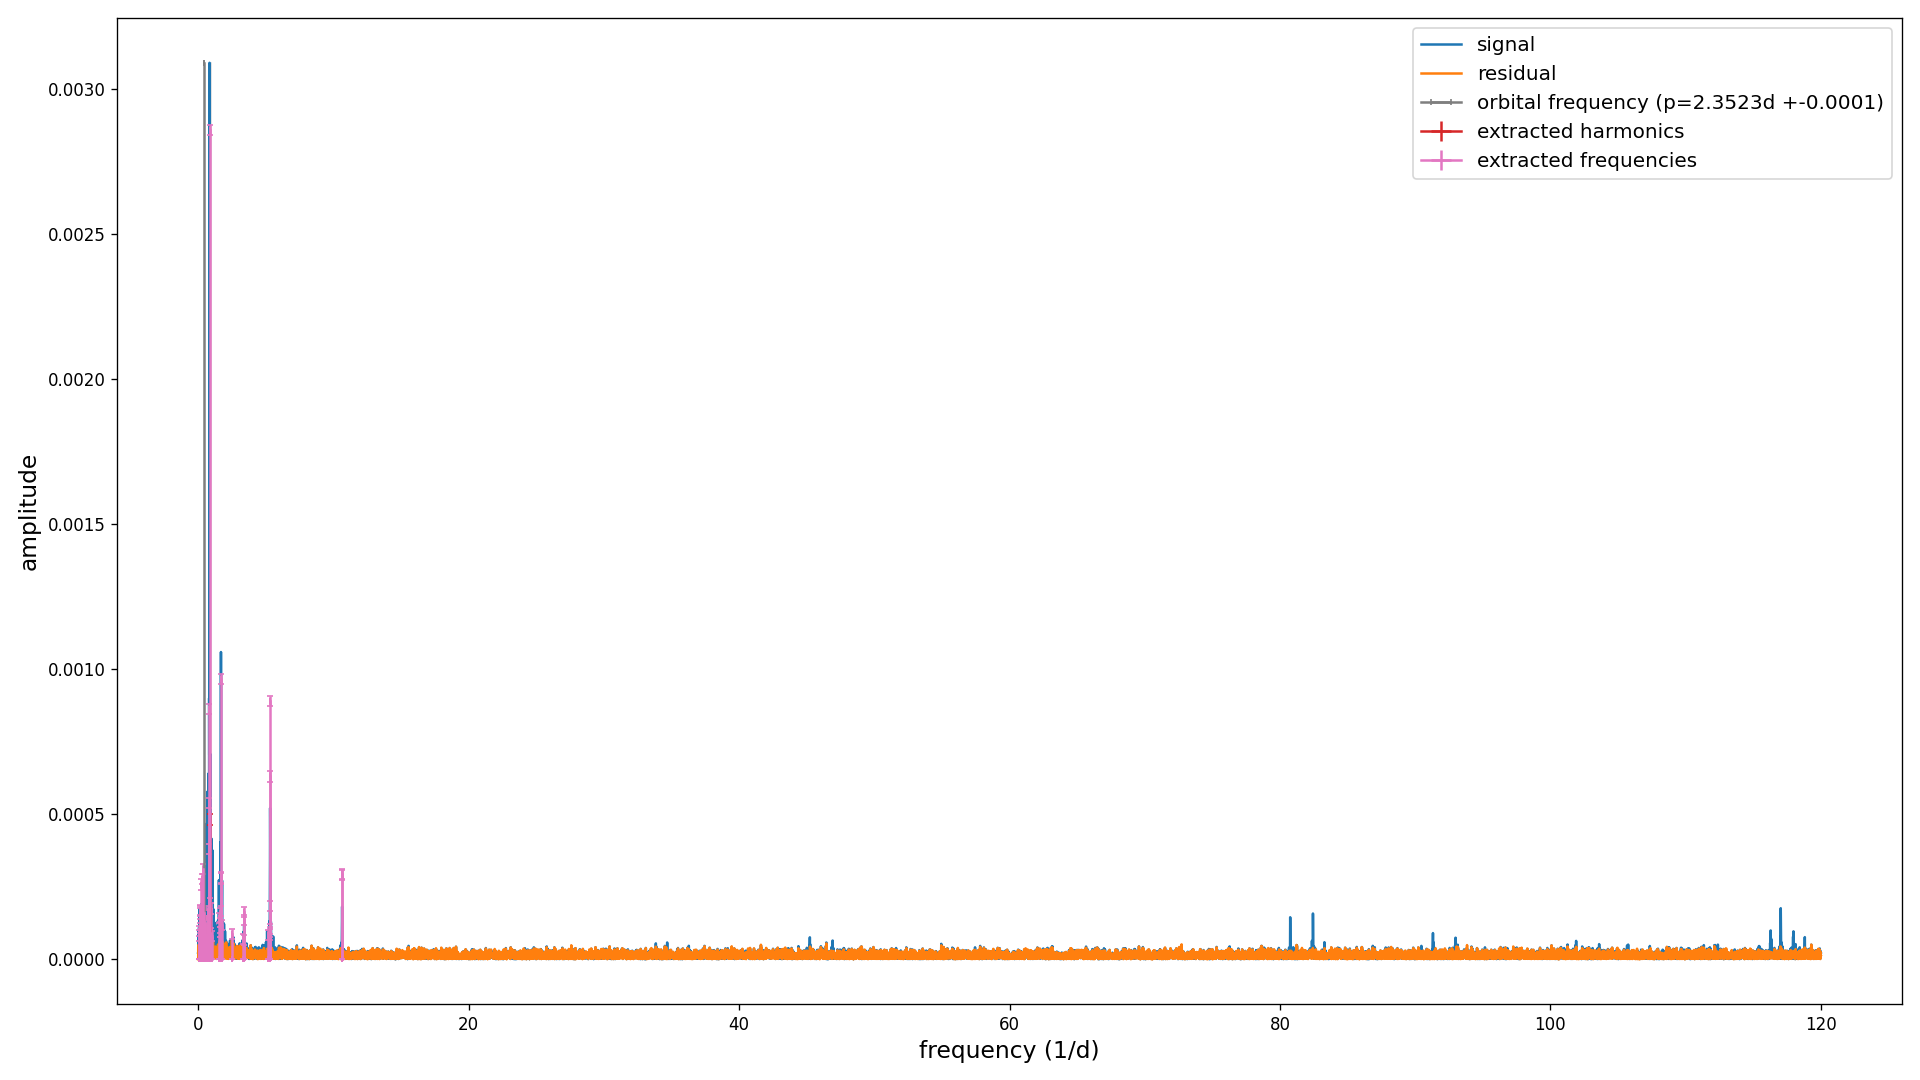 signal
residual
orbital frequency (p=2.3523d +-0.0001)
extracted harmonics
extracted frequencies
0.0030
0.0025
0.0020
0.0015
0.0010
0.0005
0.0000
amplitude
0 20 40 60 80 100 120
frequency (1/d)